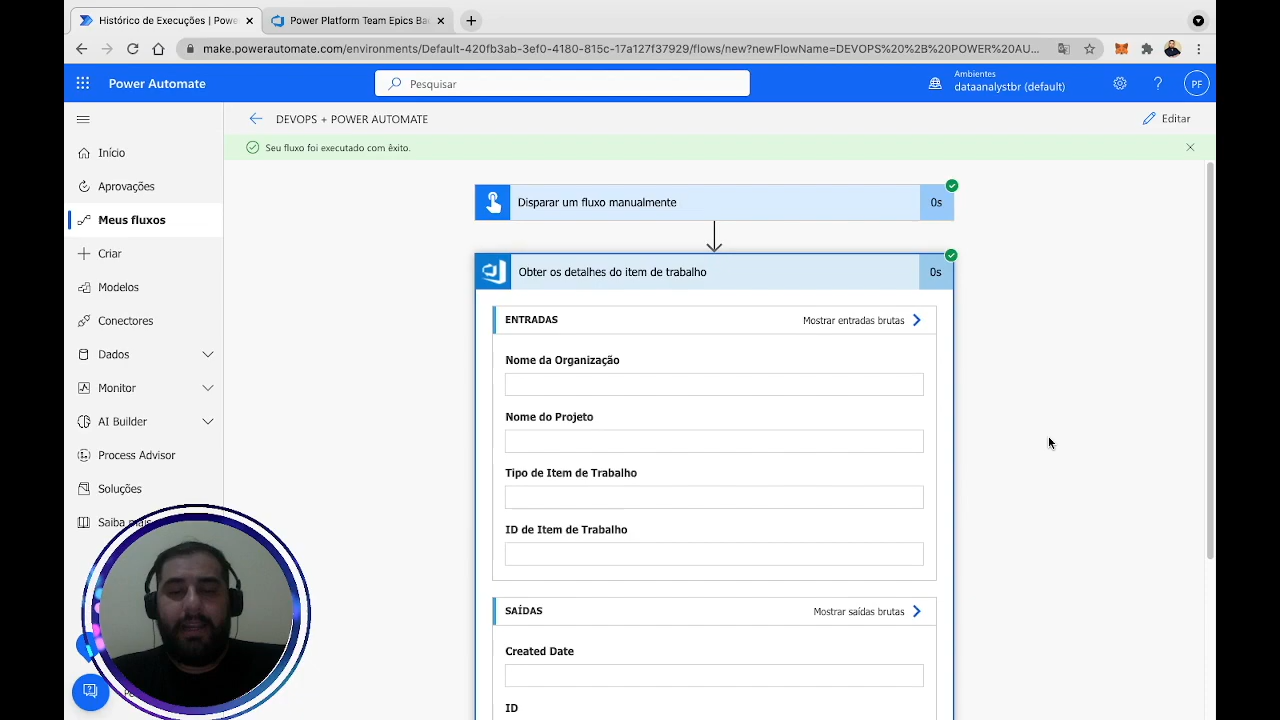 Histórico de Execuções | Powe
Power Platform Team Epics Ba
make.powerautomate.com/environments/Default-420fb3ab-3ef0-4180-815c-17a127f37929/flows/new?newFlowName=DEVOPS%20%2B%20POWER%20AU...
Power Automate
Pesquisar
Ambientes
dataanalystbr (default)
PF
DEVOPS + POWER AUTOMATE
Editar
Seu fluxo foi executado com êxito.
Início
Aprovações
Meus fluxos
Criar
Modelos
Conectores
Dados
Monitor
AI Builder
Process Advisor
Soluções
Saiba mais
Disparar um fluxo manualmente
0s
Obter os detalhes do item de trabalho
0s
ENTRADAS
Mostrar entradas brutas
Nome da Organização
Nome do Projeto
Tipo de Item de Trabalho
ID de Item de Trabalho
SAÍDAS
Mostrar saídas brutas
Created Date
ID